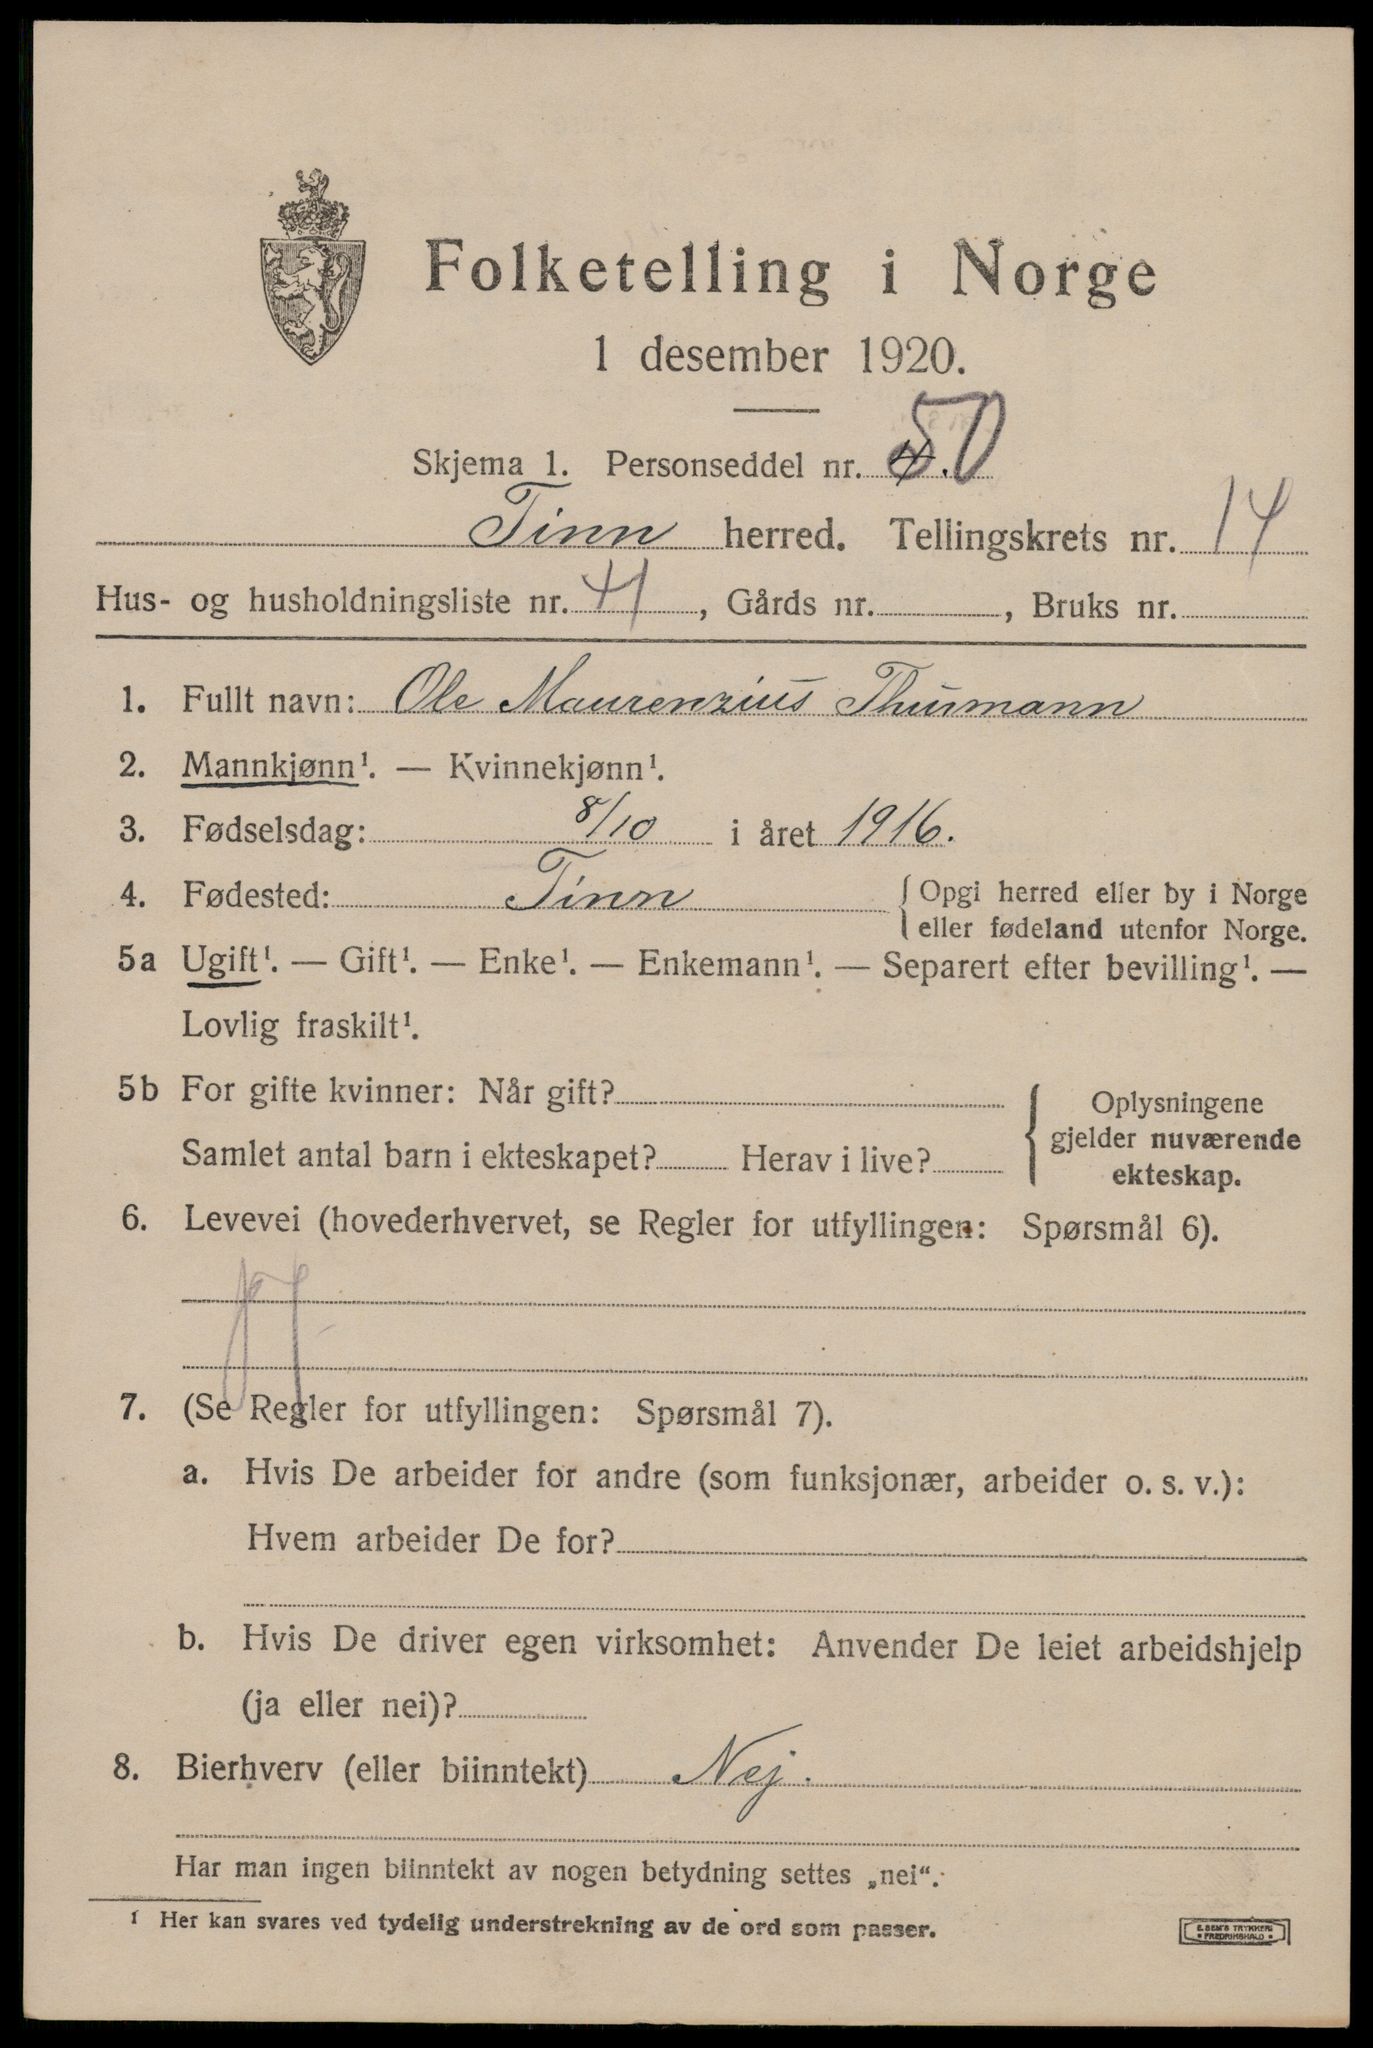 Folketelling i Norge
1 desember 1920.
Skjema 1. Personseddel nr. 50
Tinn herred. Tellingskrets nr. 14
Hus- og husholdningsliste nr. 41, Gårds nr. , Bruks nr.
1. Fullt navn: Ole Maurenzius Thurmann
2. Mannkjønn¹. — Kvinnekjønn¹.
3. Fødselsdag: 8/10 i året 1916.
4. Fødested: Tinn { Opgi herred eller by i Norge
eller fødeland utenfor Norge.
5a Ugift¹. — Gift¹. — Enke¹. — Enkemann¹. — Separert efter bevilling¹. —
Lovlig fraskilt¹.
5b For gifte kvinner: Når gift?
Samlet antal barn i ekteskapet? Herav i live?
Oplysningene
gjelder nuværende
ekteskap.
6. Levevei (hovederhvervet, se Regler for utfyllingen: Spørsmål 6).
7. (Se Regler for utfyllingen: Spørsmål 7).
a. Hvis De arbeider for andre (som funksjonær, arbeider o. s. v.):
Hvem arbeider De for?
b. Hvis De driver egen virksomhet: Anvender De leiet arbeidshjelp
(ja eller nei)?
8. Bierhverv (eller biinntekt) Nej.
Har man ingen biinntekt av nogen betydning settes „nei“.
¹ Her kan svares ved tydelig understrekning av de ord som passer.
E. SEM'S TRYKKERI
FREDRIKSHALD